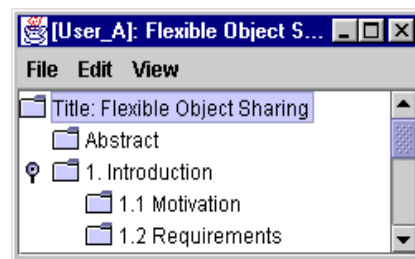 [User_A]: Flexible Object S...
File Edit View
Title: Flexible Object Sharing
Abstract
1. Introduction
1.1 Motivation
1.2 Requirements